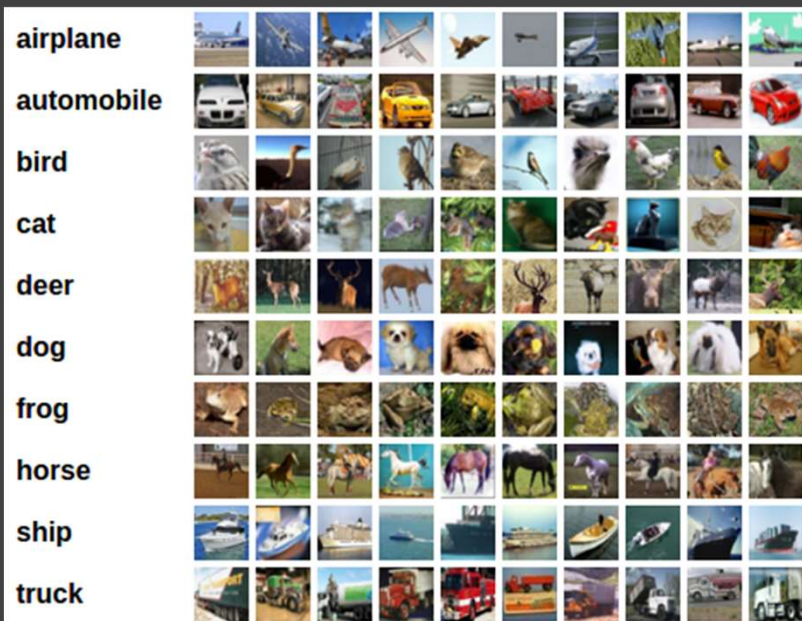 airplane
automobile
bird
cat
deer
dog
frog
horse
ship
truck